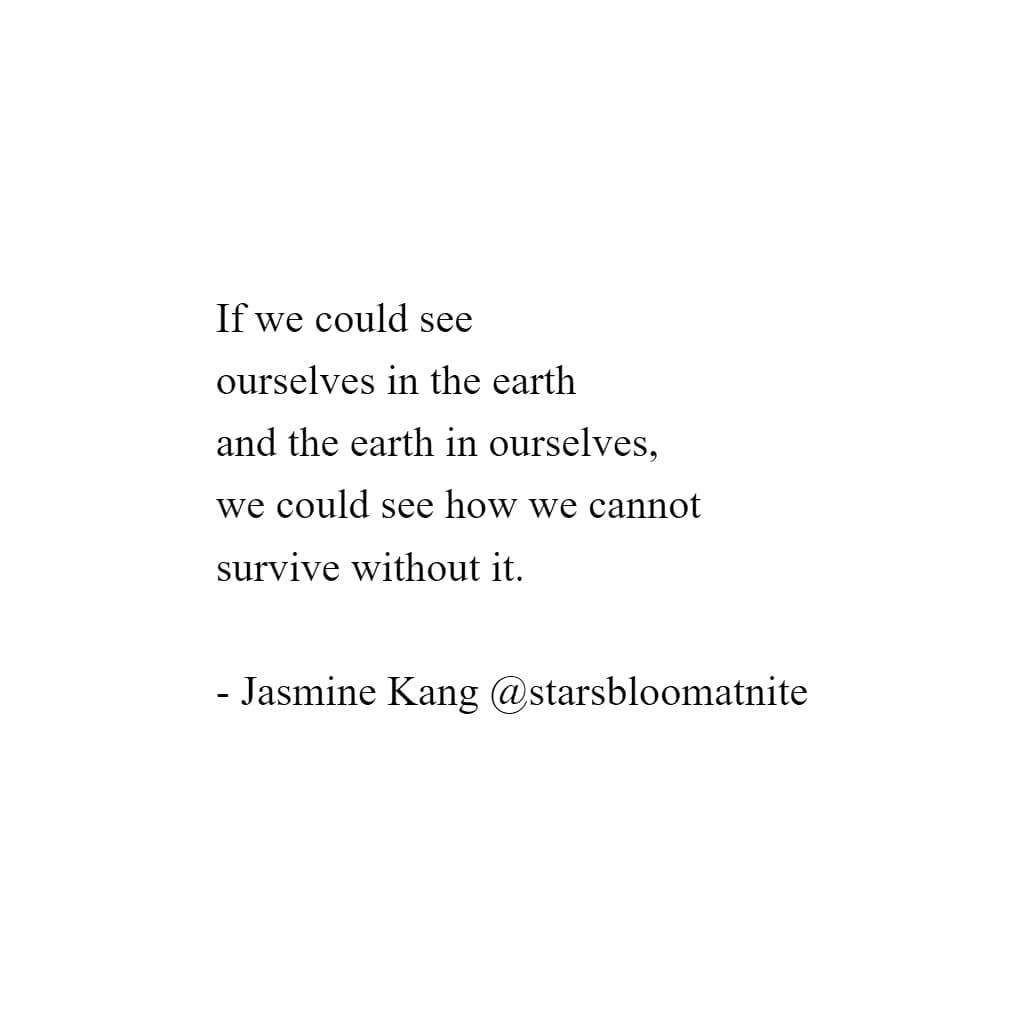 If we could see
ourselves in the earth
and the earth in ourselves,
we could see how we cannot
survive without it.
- Jasmine Kang @starsbloomatnite